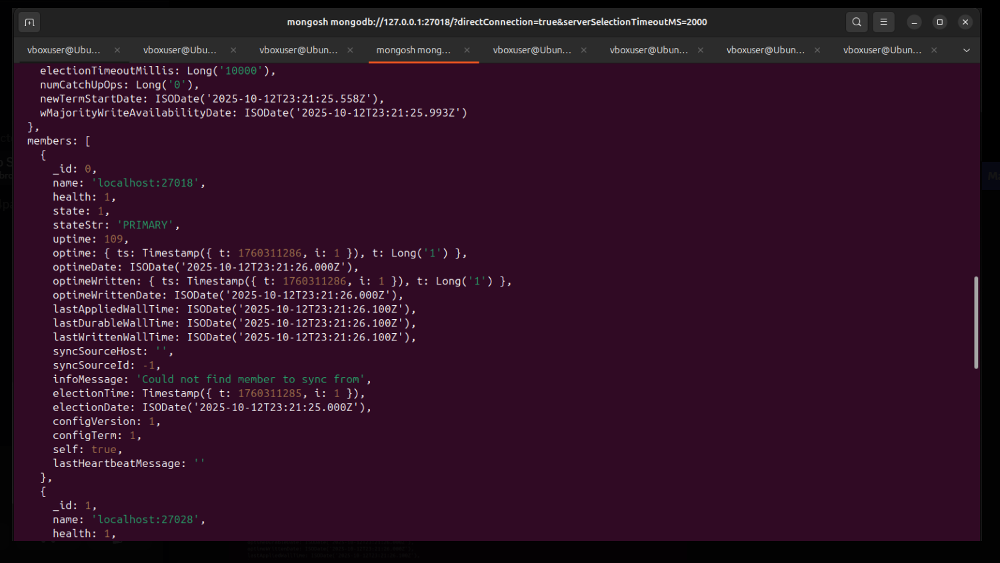 mongosh mongodb://127.0.0.1:27018/?directConnection=true&serverSelectionTimeoutMS=2000
vboxuser@Ubu... vboxuser@Ubu... vboxuser@Ubun... mongosh mong... vboxuser@Ubun... vboxuser@Ubun... vboxuser@Ubun... vboxuser@Ubun...
electionTimeoutMillis: Long('10000'),
numCatchUpOps: Long('0'),
newTermStartDate: ISODate('2025-10-12T23:21:25.558Z'),
wMajorityWriteAvailabilityDate: ISODate('2025-10-12T23:21:25.993Z')
},
members: [
{
_id: 0,
name: 'localhost:27018',
health: 1,
state: 1,
stateStr: 'PRIMARY',
uptime: 109,
optime: { ts: Timestamp({ t: 1760311286, i: 1 }), t: Long('1') },
optimeDate: ISODate('2025-10-12T23:21:26.000Z'),
optimeWritten: { ts: Timestamp({ t: 1760311286, i: 1 }), t: Long('1') },
optimeWrittenDate: ISODate('2025-10-12T23:21:26.000Z'),
lastAppliedWallTime: ISODate('2025-10-12T23:21:26.100Z'),
lastDurableWallTime: ISODate('2025-10-12T23:21:26.100Z'),
lastWrittenWallTime: ISODate('2025-10-12T23:21:26.100Z'),
syncSourceHost: '',
syncSourceId: -1,
infoMessage: 'Could not find member to sync from',
electionTime: Timestamp({ t: 1760311285, i: 1 }),
electionDate: ISODate('2025-10-12T23:21:25.000Z'),
configVersion: 1,
configTerm: 1,
self: true,
lastHeartbeatMessage: ''
},
{
_id: 1,
name: 'localhost:27028',
health: 1,